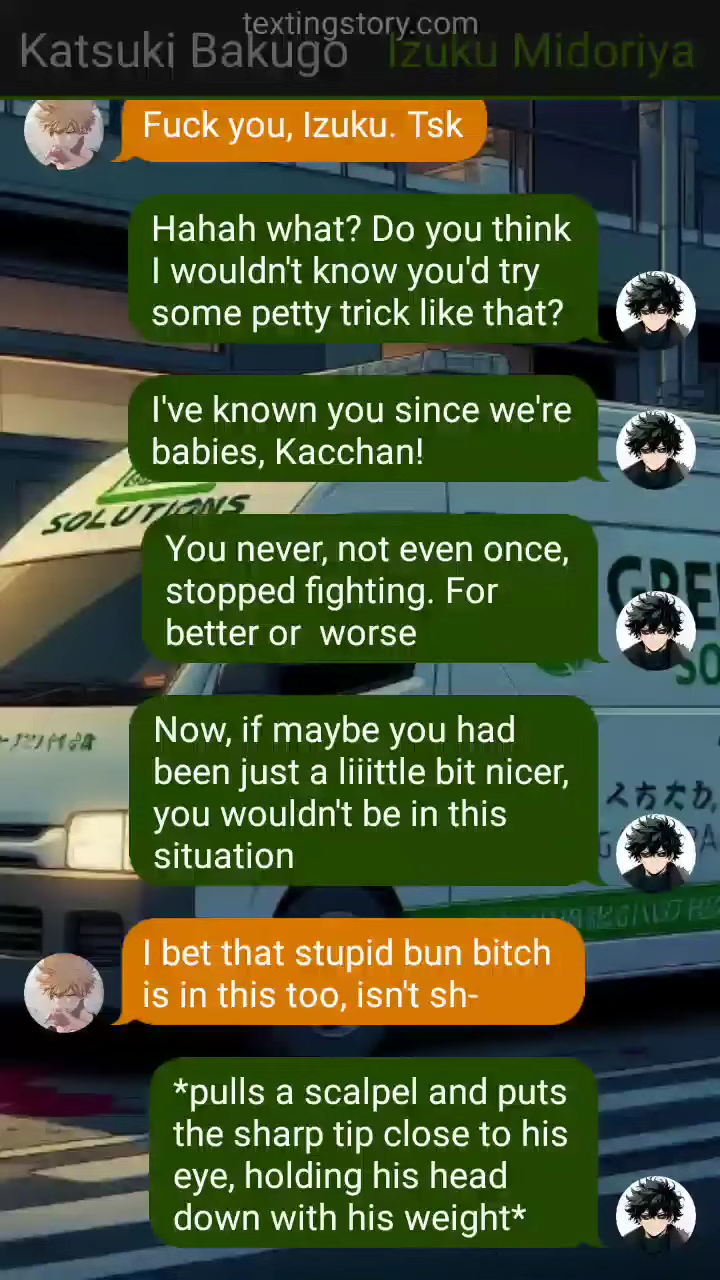 textingstory.com
Katsuki Bakugo Izuku Midoriya
Fuck you, Izuku. Tsk
Hahah what? Do you think
I wouldn't know you'd try
some petty trick like that?
I've known you since we're
babies, Kacchan!
SOLUTIONS
You never, not even once,
stopped fighting. For
better or  worse
Now, if maybe you had
been just a liiittle bit nicer,
you wouldn't be in this
situation
I bet that stupid bun bitch
is in this too, isn't sh-
*pulls a scalpel and puts
the sharp tip close to his
eye, holding his head
down with his weight*